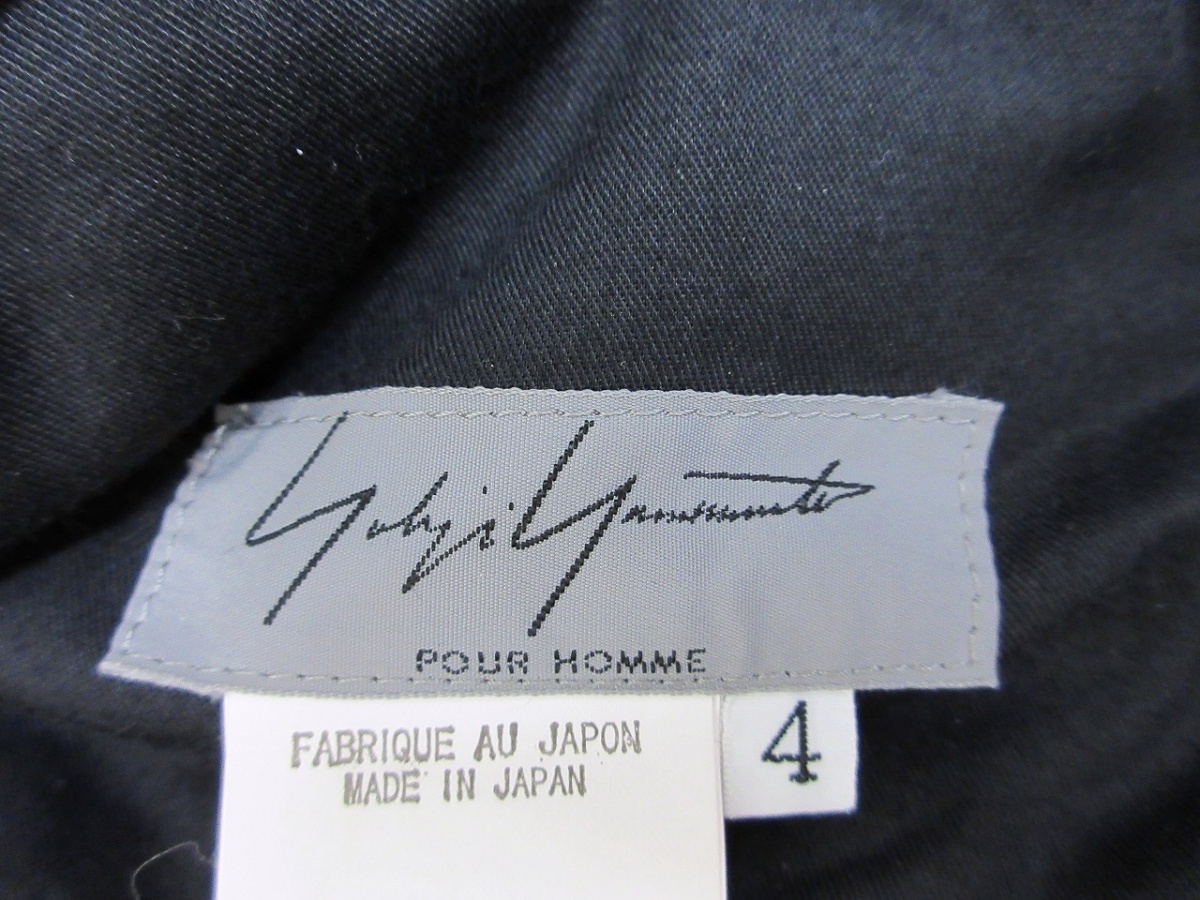 Yohji Yamamoto
POUR HOMME
FABRIQUE AU JAPON
MADE IN JAPAN
4